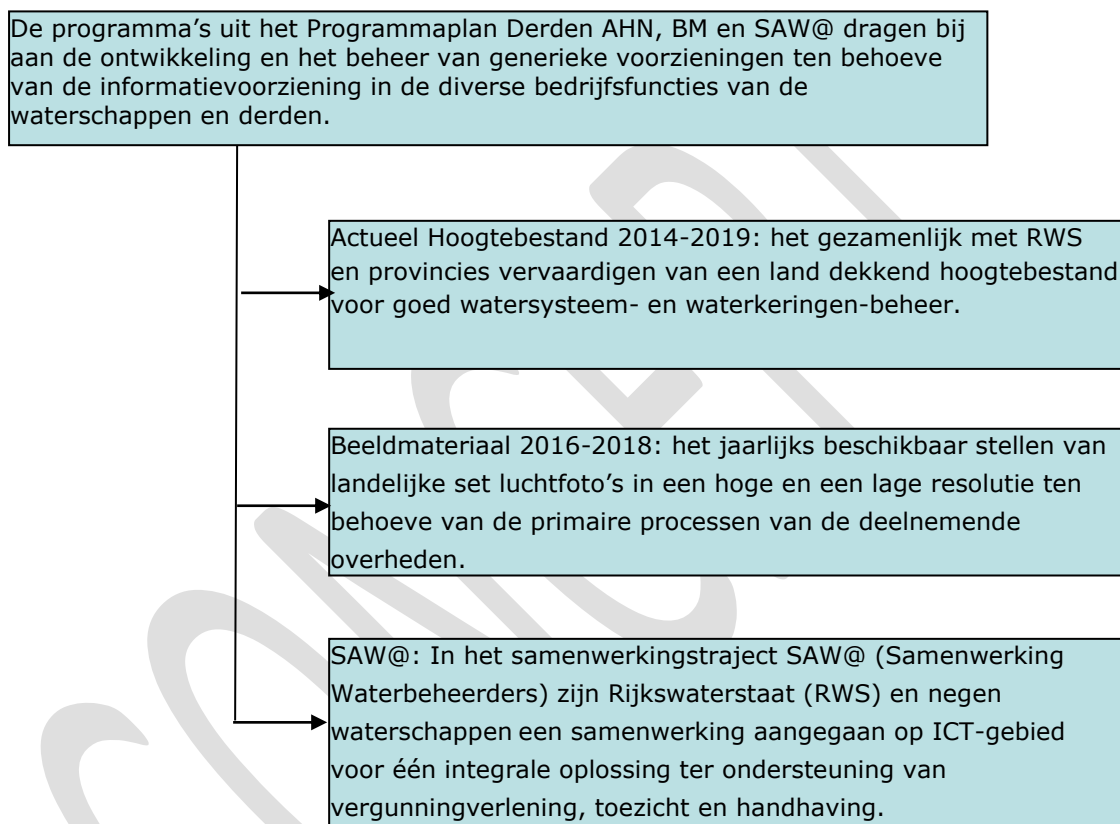 De programma's uit het Programmaplan Derden AHN, BM en SAW@ dragen bij
aan de ontwikkeling en het beheer van generieke voorzieningen ten behoeve
van de informatievoorziening in de diverse bedrijfsfuncties van de
waterschappen en derden.
Actueel Hoogtebestand 2014-2019: het gezamenlijk met RWS
en provincies vervaardigen van een land dekkend hoogtebestand
voor goed watersysteem- en waterkeringen-beheer.
Beeldmateriaal 2016-2018: het jaarlijks beschikbaar stellen van
landelijke set luchtfoto's in een hoge en een lage resolutie ten
behoeve van de primaire processen van de deelnemende
overheden.
SAW@: In het samenwerkingstraject SAW@ (Samenwerking
Waterbeheerders) zijn Rijkswaterstaat (RWS) en negen
waterschappen een samenwerking aangegaan op ICT-gebied
voor één integrale oplossing ter ondersteuning van
vergunningverlening, toezicht en handhaving.
CONCEPT